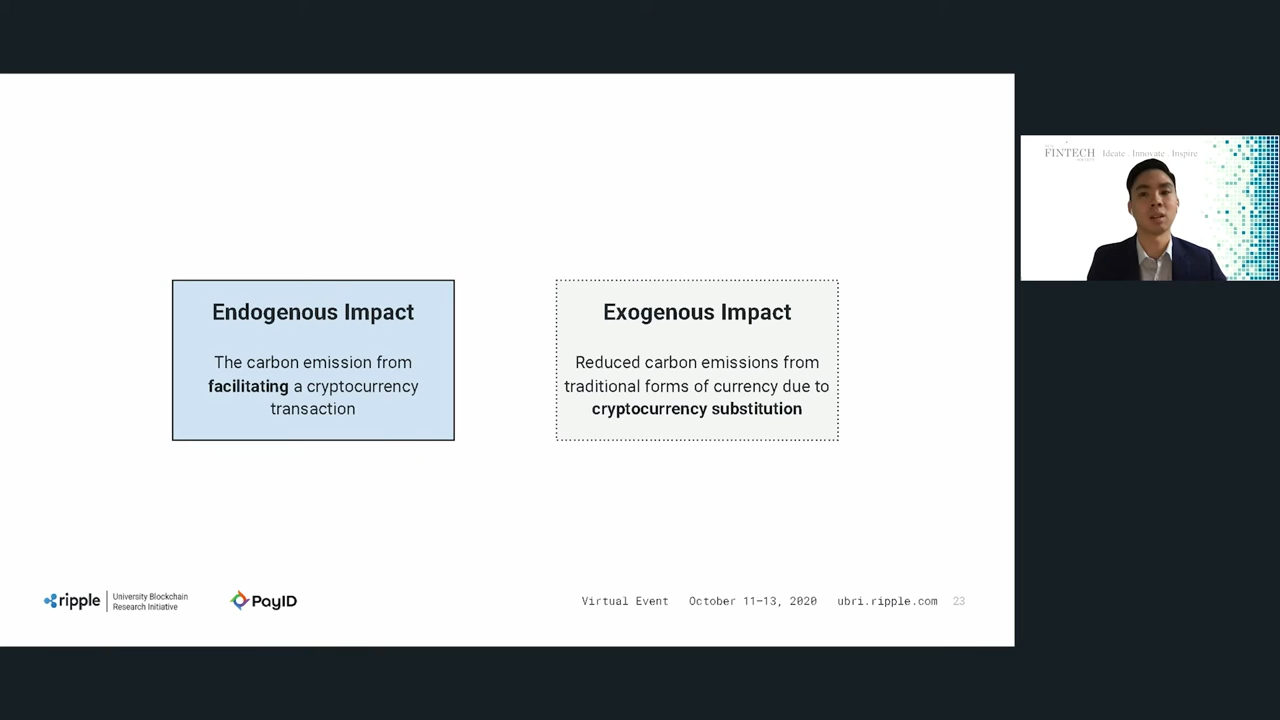 Endogenous Impact
The carbon emission from
facilitating a cryptocurrency
transaction
Exogenous Impact
Reduced carbon emissions from
traditional forms of currency due to
cryptocurrency substitution
ripple
University Blockchain
Research Initiative
PayID
Virtual Event October 11–13, 2020 ubri.ripple.com 23
FINTECH Ideate . Innovate . Inspire